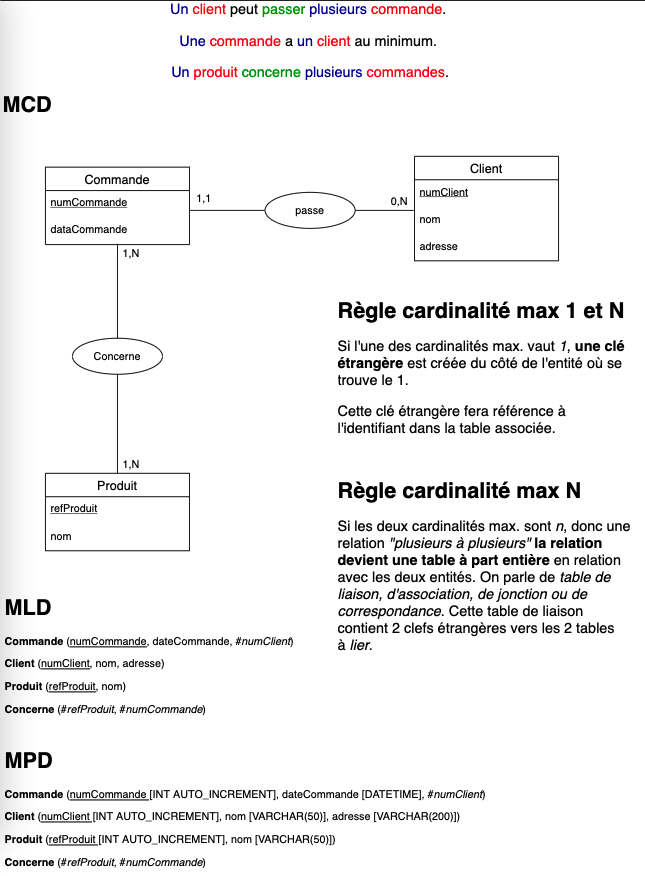 Un client peut passer plusieurs commande.
Une commande a un client au minimum.
Un produit concerne plusieurs commandes.
MCD
Commande
numCommande
dataCommande
1,1
passe
0,N
Client
numClient
nom
adresse
1,N
Concerne
1,N
Produit
refProduit
nom
Règle cardinalité max 1 et N
Si l'une des cardinalités max. vaut 1, une clé
étrangère est créée du côté de l'entité où se
trouve le 1.
Cette clé étrangère fera référence à
l'identifiant dans la table associée.
Règle cardinalité max N
Si les deux cardinalités max. sont n, donc une
relation "plusieurs à plusieurs" la relation
devient une table à part entière en relation
avec les deux entités. On parle de table de
liaison, d'association, de jonction ou de
correspondance. Cette table de liaison
contient 2 clefs étrangères vers les 2 tables
à lier.
MLD
Commande (numCommande, dateCommande, #numClient)
Client (numClient, nom, adresse)
Produit (refProduit, nom)
Concerne (#refProduit, #numCommande)
MPD
Commande (numCommande [INT AUTO_INCREMENT], dateCommande [DATETIME], #numClient)
Client (numClient [INT AUTO_INCREMENT], nom [VARCHAR(50)], adresse [VARCHAR(200)])
Produit (refProduit [INT AUTO_INCREMENT], nom [VARCHAR(50)])
Concerne (#refProduit, #numCommande)